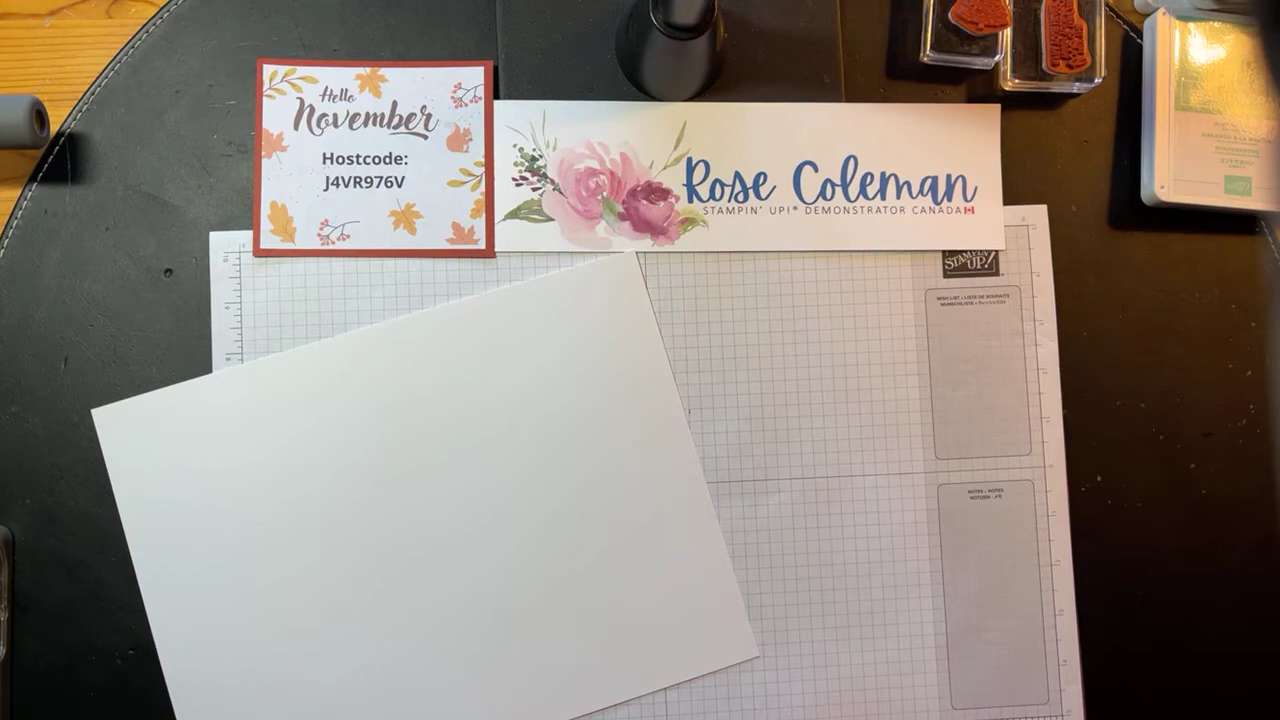 Hello
November
Hostcode:
J4VR976V
Rose Coleman
STAMPIN' UP!® DEMONSTRATOR CANADA
STAMPIN' UP!
WISH LIST • LISTE DE SOUHAITS
NOTES • NOTES
NOTIZEN •